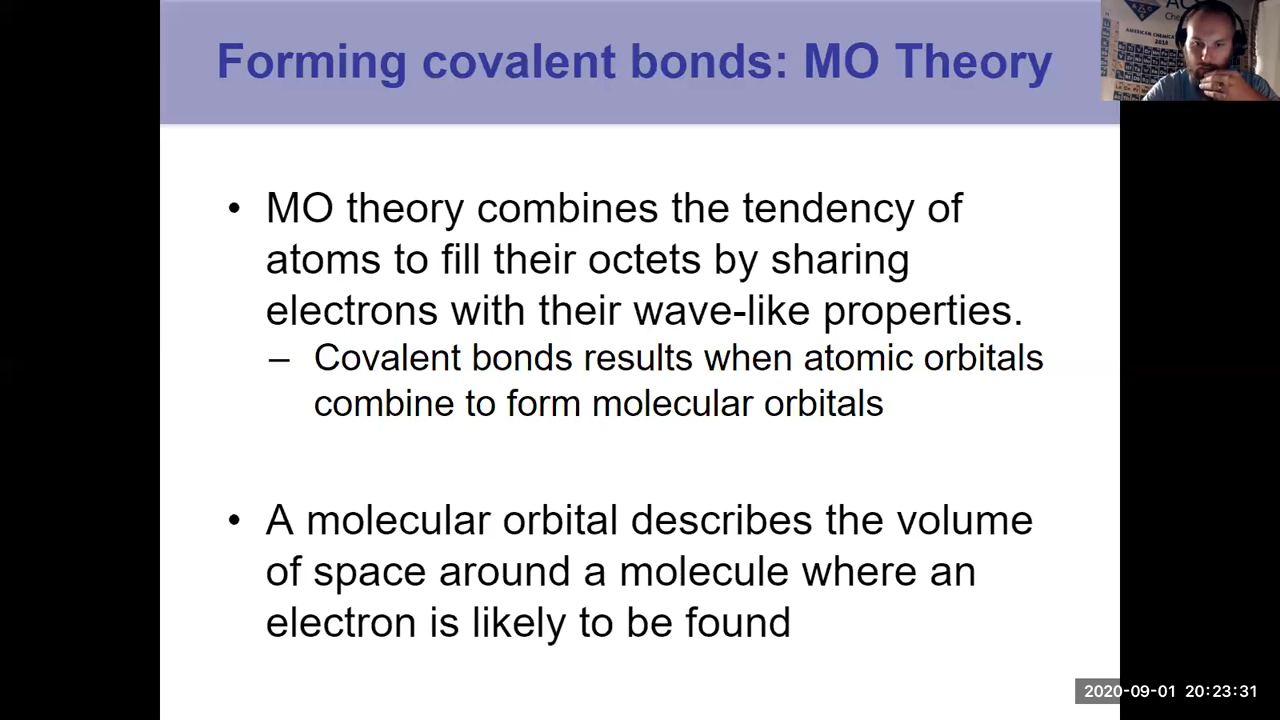 Forming covalent bonds: MO Theory
AMERICAN CHEMICA
2019
• MO theory combines the tendency of
atoms to fill their octets by sharing
electrons with their wave-like properties.
– Covalent bonds results when atomic orbitals
combine to form molecular orbitals
• A molecular orbital describes the volume
of space around a molecule where an
electron is likely to be found
2020-09-01 20:23:31